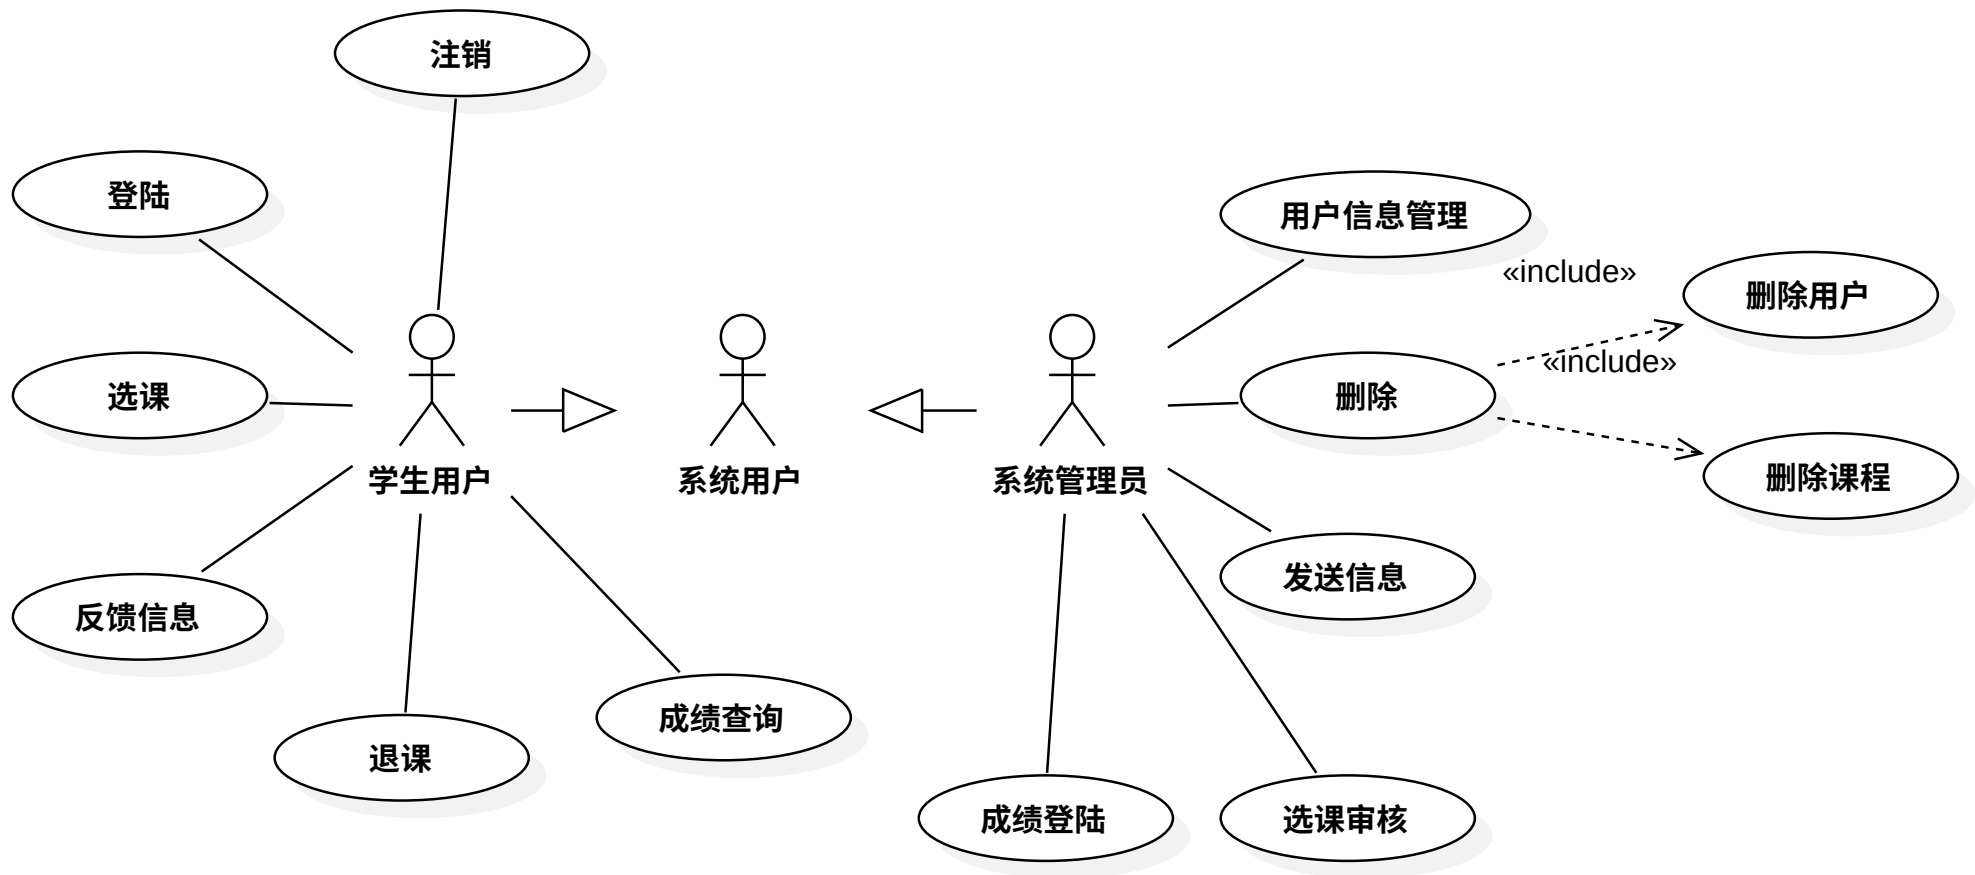 注销
登陆
用户信息管理
«include»
删除用户
«include»
选课
删除
学生用户
系统用户
系统管理员
删除课程
发送信息
反馈信息
成绩查询
退课
成绩登陆
选课审核